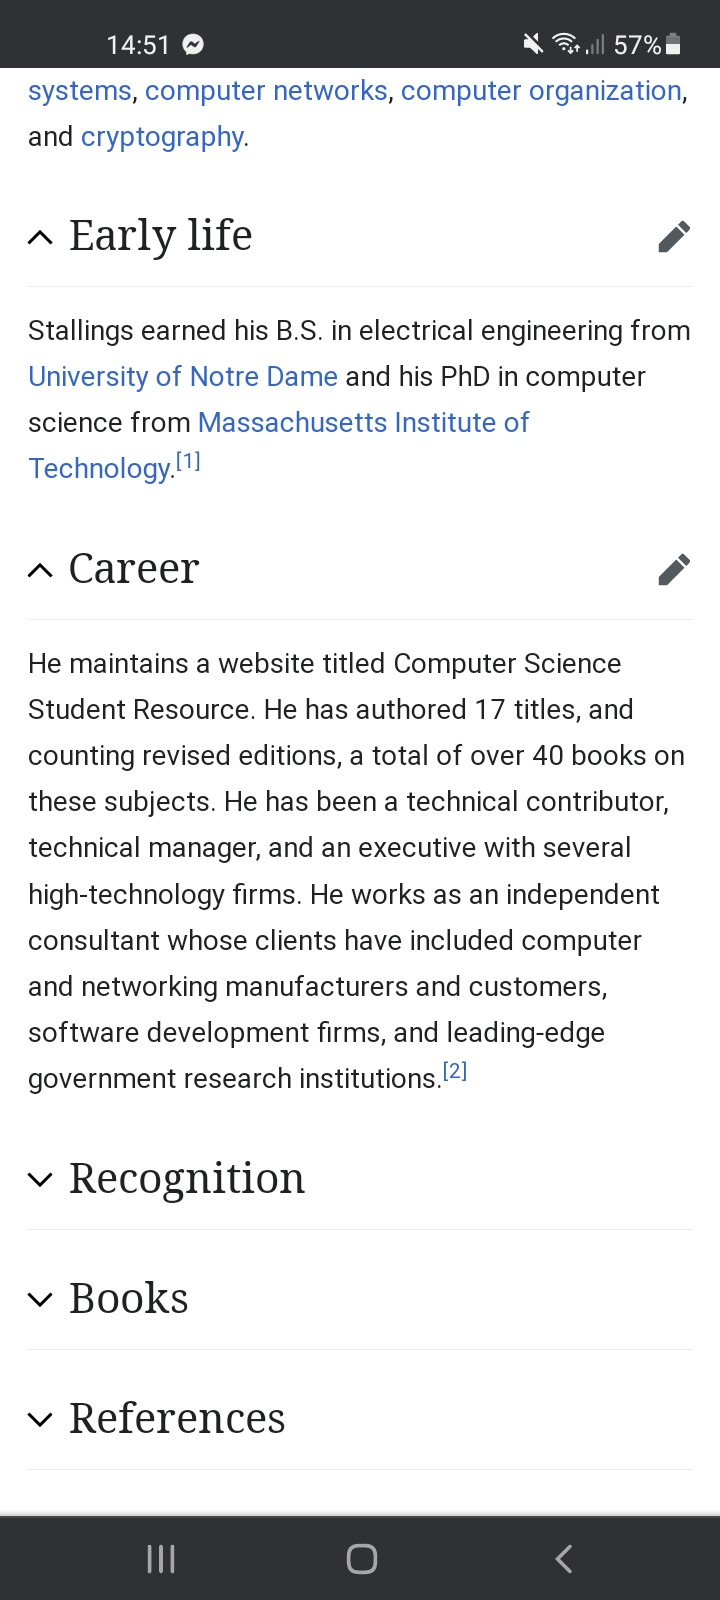 14:51
57%
systems, computer networks, computer organization,
and cryptography.
Early life
Stallings earned his B.S. in electrical engineering from
University of Notre Dame and his PhD in computer
science from Massachusetts Institute of
Technology.[1]
Career
He maintains a website titled Computer Science
Student Resource. He has authored 17 titles, and
counting revised editions, a total of over 40 books on
these subjects. He has been a technical contributor,
technical manager, and an executive with several
high-technology firms. He works as an independent
consultant whose clients have included computer
and networking manufacturers and customers,
software development firms, and leading-edge
government research institutions.[2]
Recognition
Books
References